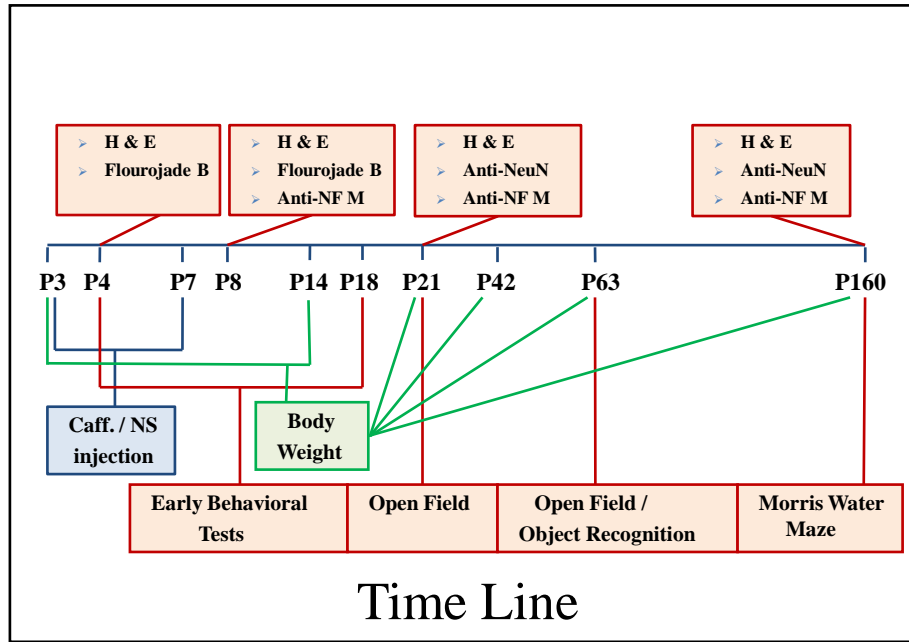 H & E
Flourojade B
H & E
Flourojade B
Anti-NF M
H & E
Anti-NeuN
Anti-NF M
H & E
Anti-NeuN
Anti-NF M
P3 P4 P7 P8 P14 P18 P21 P42 P63 P160
Caff. / NS
injection
Body
Weight
Early Behavioral
Tests
Open Field
Open Field /
Object Recognition
Morris Water
Maze
Time Line